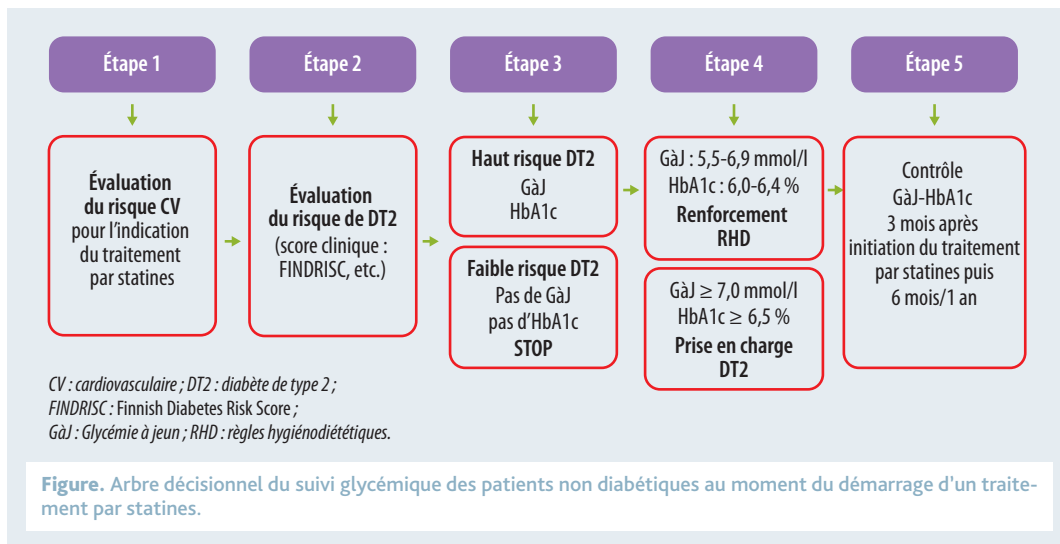 Étape 1
Étape 2
Étape 3
Étape 4
Étape 5
Évaluation
du risque CV
pour l'indication
du traitement
par statines
Évaluation
du risque de DT2
(score clinique :
FINDRISC, etc.)
Haut risque DT2
GàJ
HbA1c
Faible risque DT2
Pas de GàJ
pas d'HbA1c
STOP
GàJ : 5,5-6,9 mmol/l
HbA1c : 6,0-6,4 %
Renforcement
RHD
GàJ ≥ 7,0 mmol/l
HbA1c ≥ 6,5 %
Prise en charge
DT2
Contrôle
GàJ-HbA1c
3 mois après
initiation du traitement
par statines puis
6 mois/1 an
CV : cardiovasculaire ; DT2 : diabète de type 2 ;
FINDRISC : Finnish Diabetes Risk Score ;
GàJ : Glycémie à jeun ; RHD : règles hygiénodiététiques.
Figure. Arbre décisionnel du suivi glycémique des patients non diabétiques au moment du démarrage d'un traite-
ment par statines.